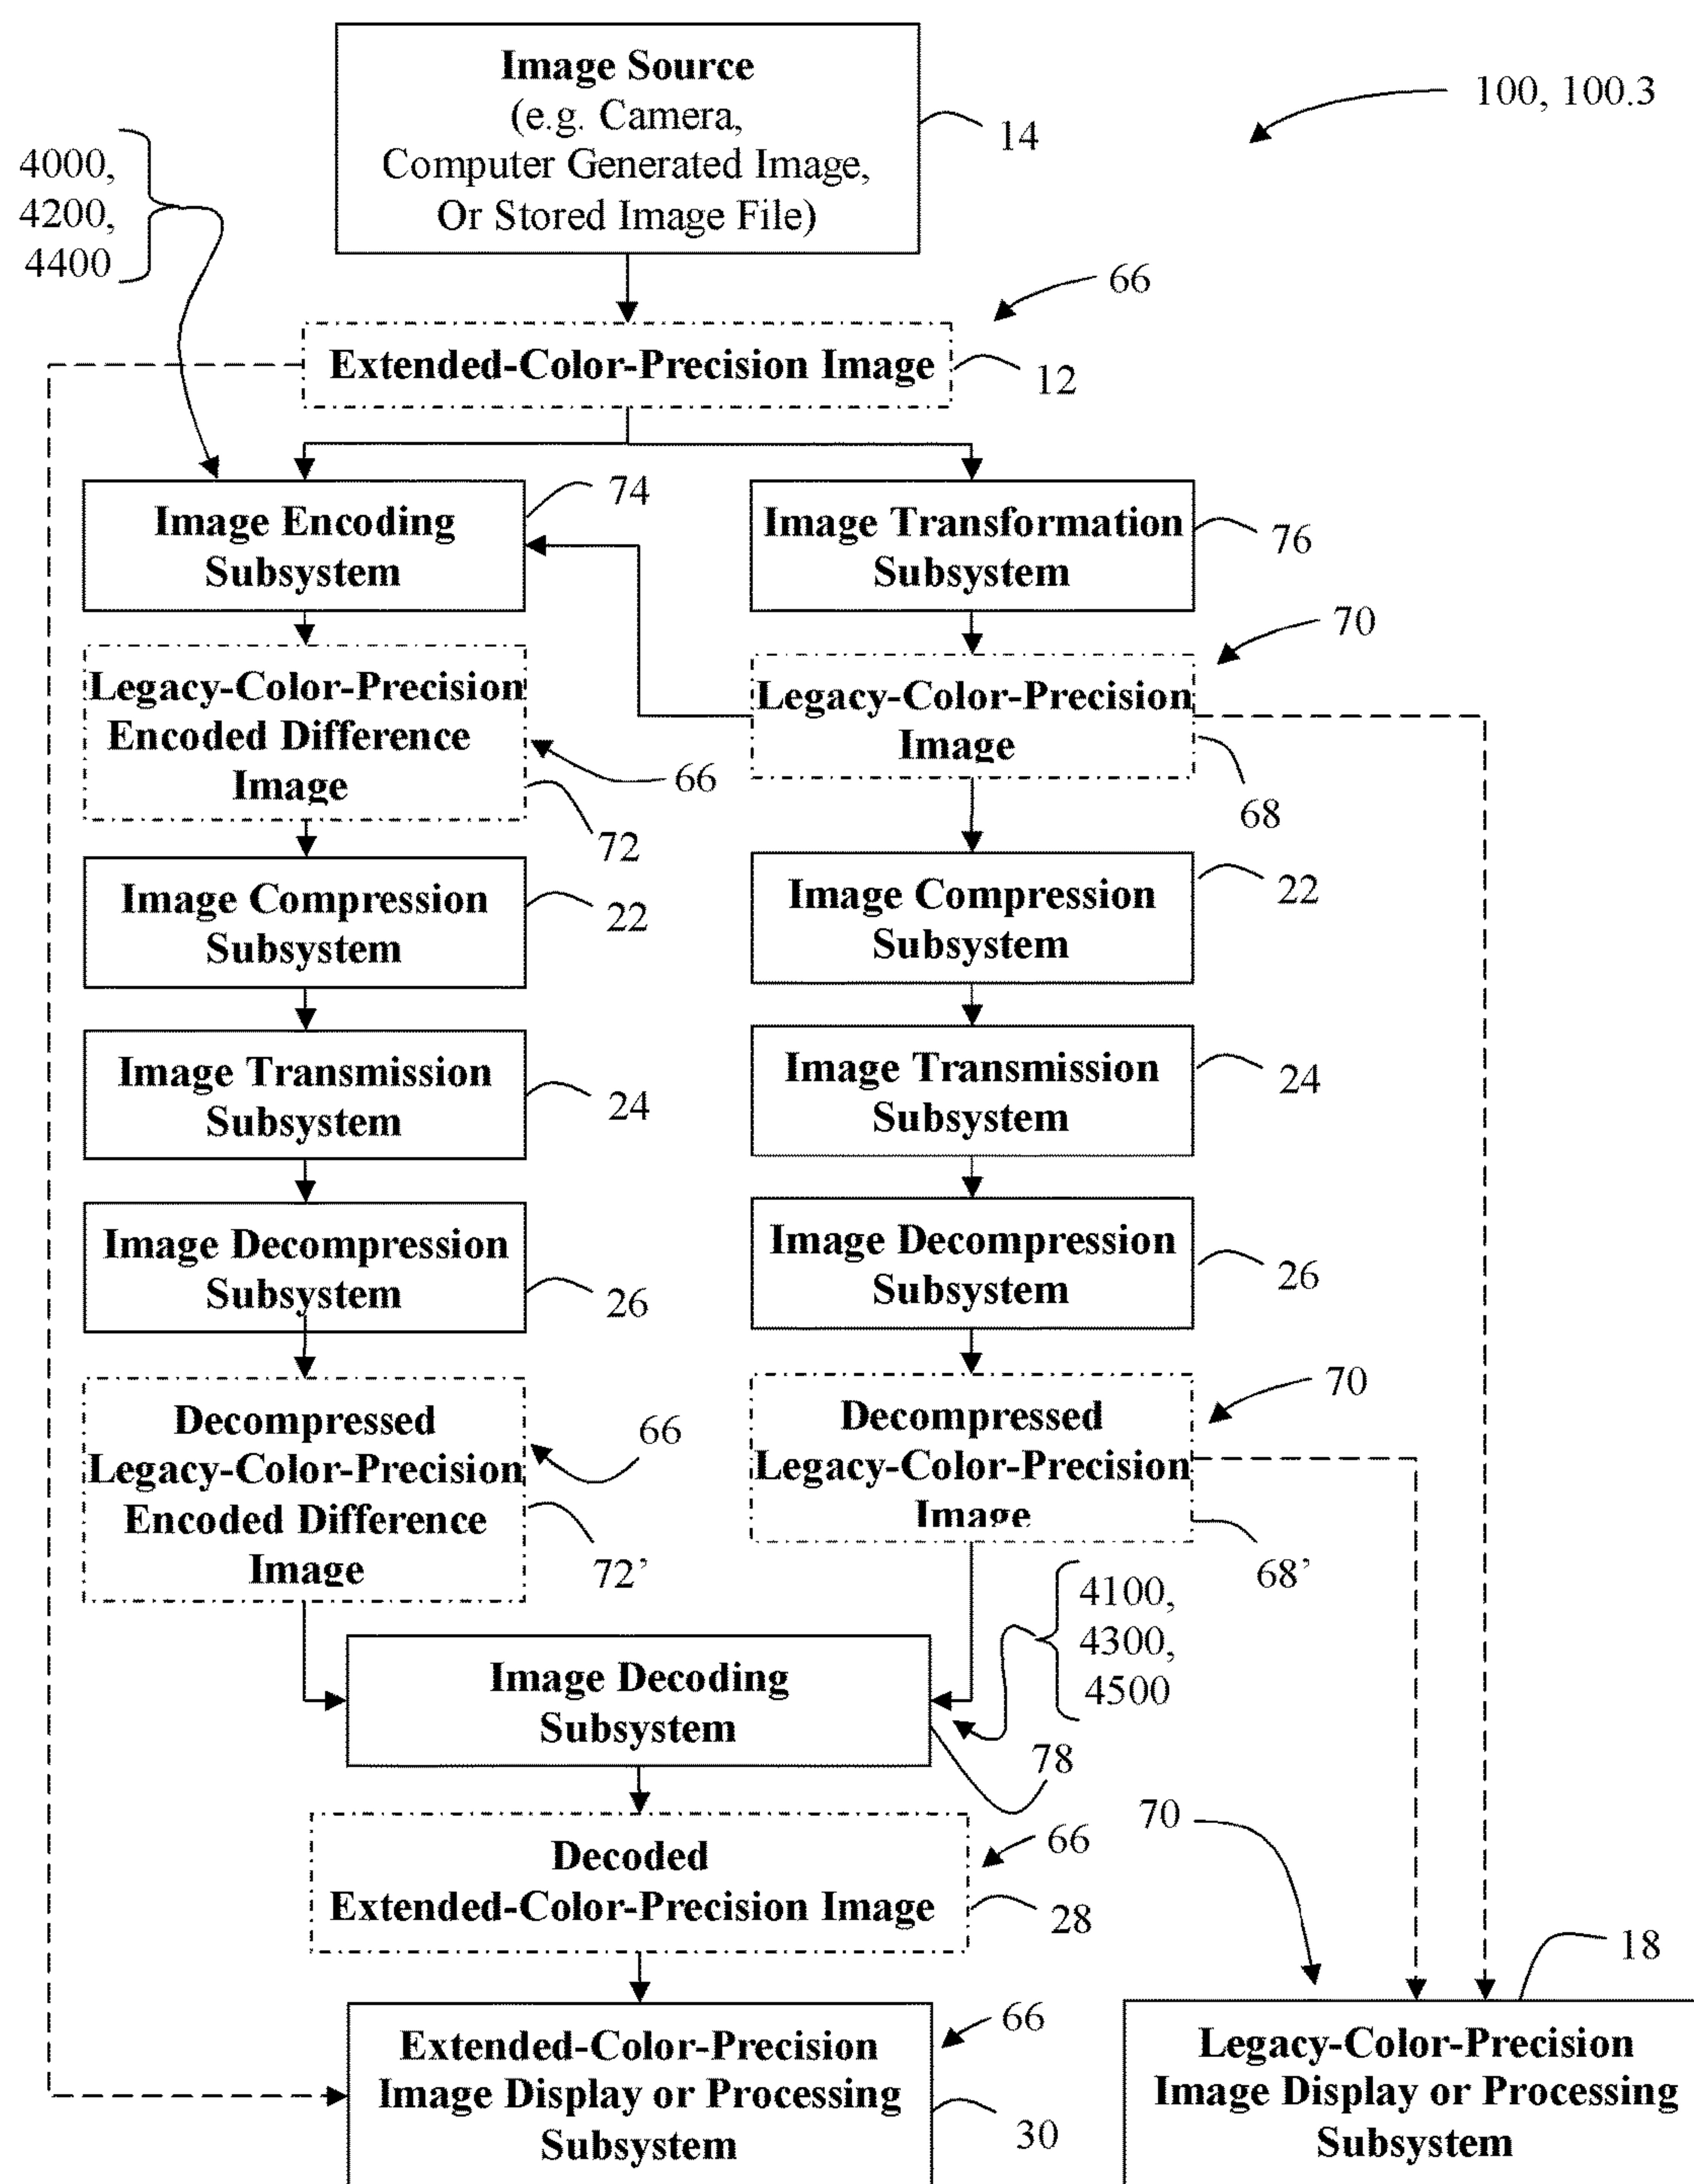 Image Source
(e.g. Camera,
Computer Generated Image,
Or Stored Image File)
14
100, 100.3
4000,
4200,
4400
66
Extended-Color-Precision Image
12
Image Encoding
Subsystem
74
Image Transformation
Subsystem
76
70
Legacy-Color-Precision
Encoded Difference
Image
66
72
Legacy-Color-Precision
Image
68
Image Compression
Subsystem
22
Image Compression
Subsystem
22
Image Transmission
Subsystem
24
Image Transmission
Subsystem
24
Image Decompression
Subsystem
26
Image Decompression
Subsystem
26
Decompressed
Legacy-Color-Precision
Encoded Difference
Image
66
72’
Decompressed
Legacy-Color-Precision
Image
70
68’
4100,
4300,
4500
Image Decoding
Subsystem
78
70
66
Decoded
Extended-Color-Precision Image
28
18
66
Extended-Color-Precision
Image Display or Processing
Subsystem
30
Legacy-Color-Precision
Image Display or Processing
Subsystem